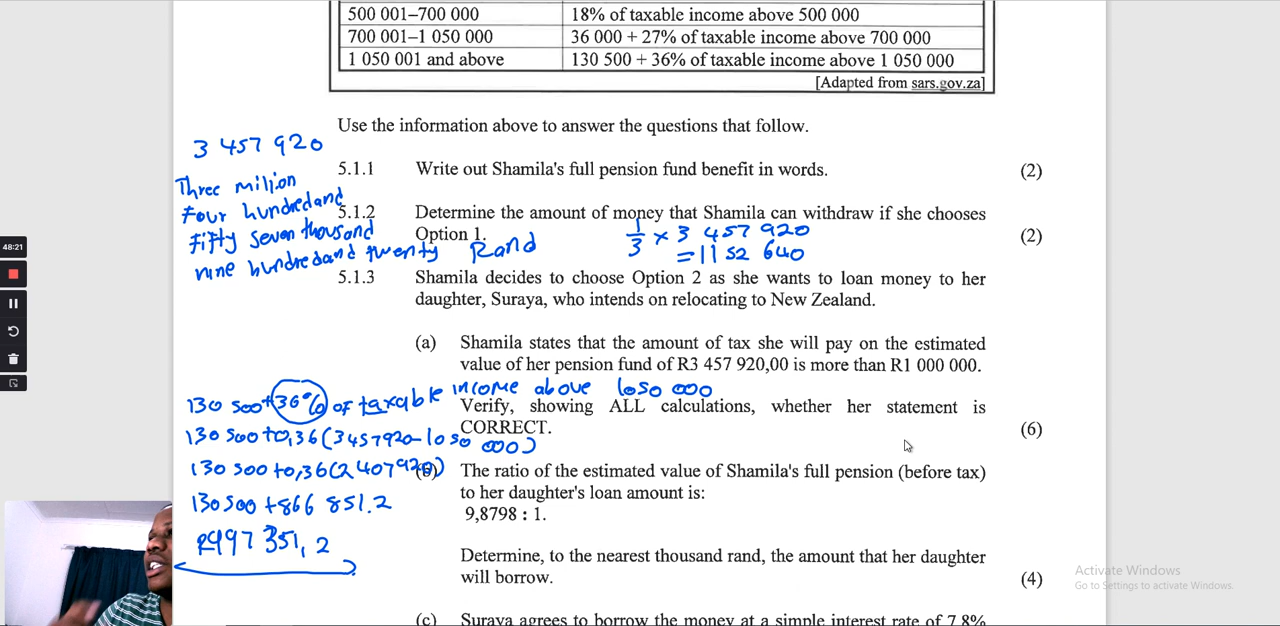 500 001–700 000 18% of taxable income above 500 000
700 001–1 050 000 36 000 + 27% of taxable income above 700 000
1 050 001 and above 130 500 + 36% of taxable income above 1 050 000
[Adapted from sars.gov.za]
Use the information above to answer the questions that follow.
3 457 920
5.1.1 Write out Shamila's full pension fund benefit in words. (2)
Three million
four hundred and
fifty seven thousand
nine hundred and twenty Rand
5.1.2 Determine the amount of money that Shamila can withdraw if she chooses
Option 1. (2)
1/3 × 3 457 920
= 1152 640
5.1.3 Shamila decides to choose Option 2 as she wants to loan money to her
daughter, Suraya, who intends on relocating to New Zealand.
(a) Shamila states that the amount of tax she will pay on the estimated
value of her pension fund of R3 457 920,00 is more than R1 000 000.
130 500+36% of taxable income above 1050 000
Verify, showing ALL calculations, whether her statement is
CORRECT. (6)
130 500+0,36(3457920-1050 000)
130 500+0,36(2407920)
130500+866 851.2
R997 351,2
(b) The ratio of the estimated value of Shamila's full pension (before tax)
to her daughter's loan amount is:
9,8798 : 1.
Determine, to the nearest thousand rand, the amount that her daughter
will borrow. (4)
(c) Suraya agrees to borrow the money at a simple interest rate of 7,8%
48:21
Activate Windows
Go to Settings to activate Windows.